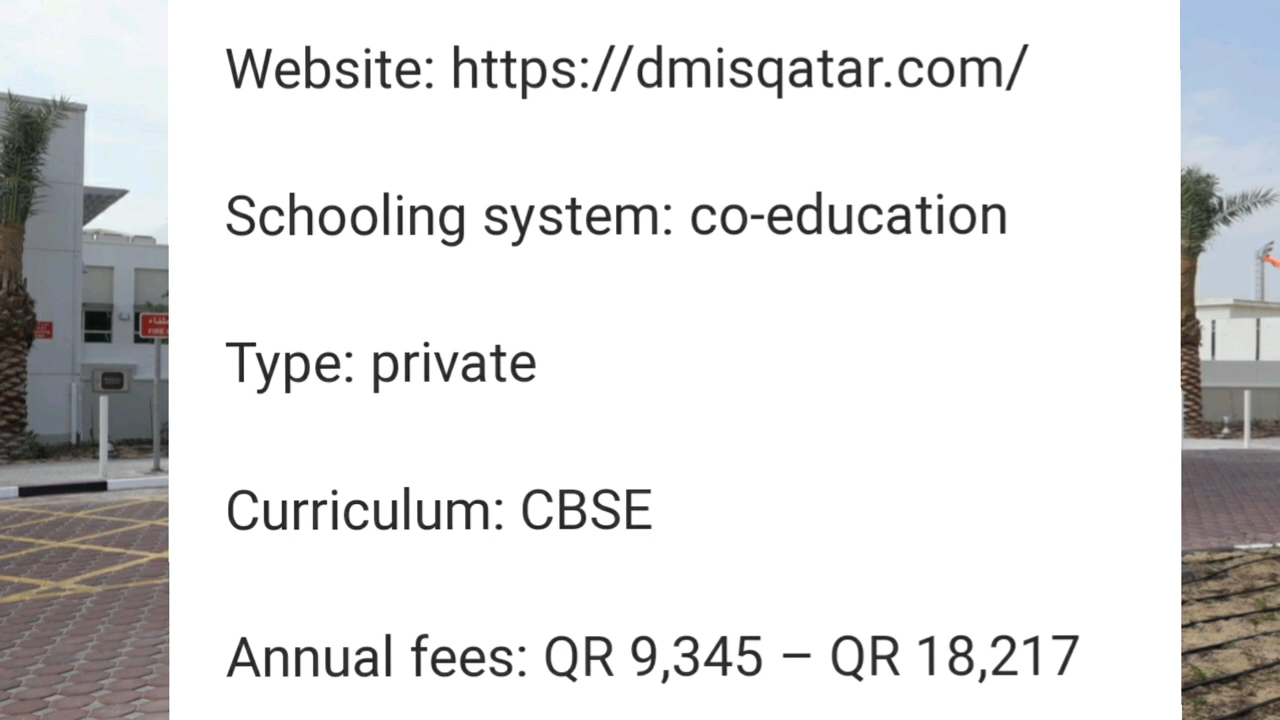 Website: https://dmisqatar.com/
Schooling system: co-education
Type: private
Curriculum: CBSE
Annual fees: QR 9,345 – QR 18,217